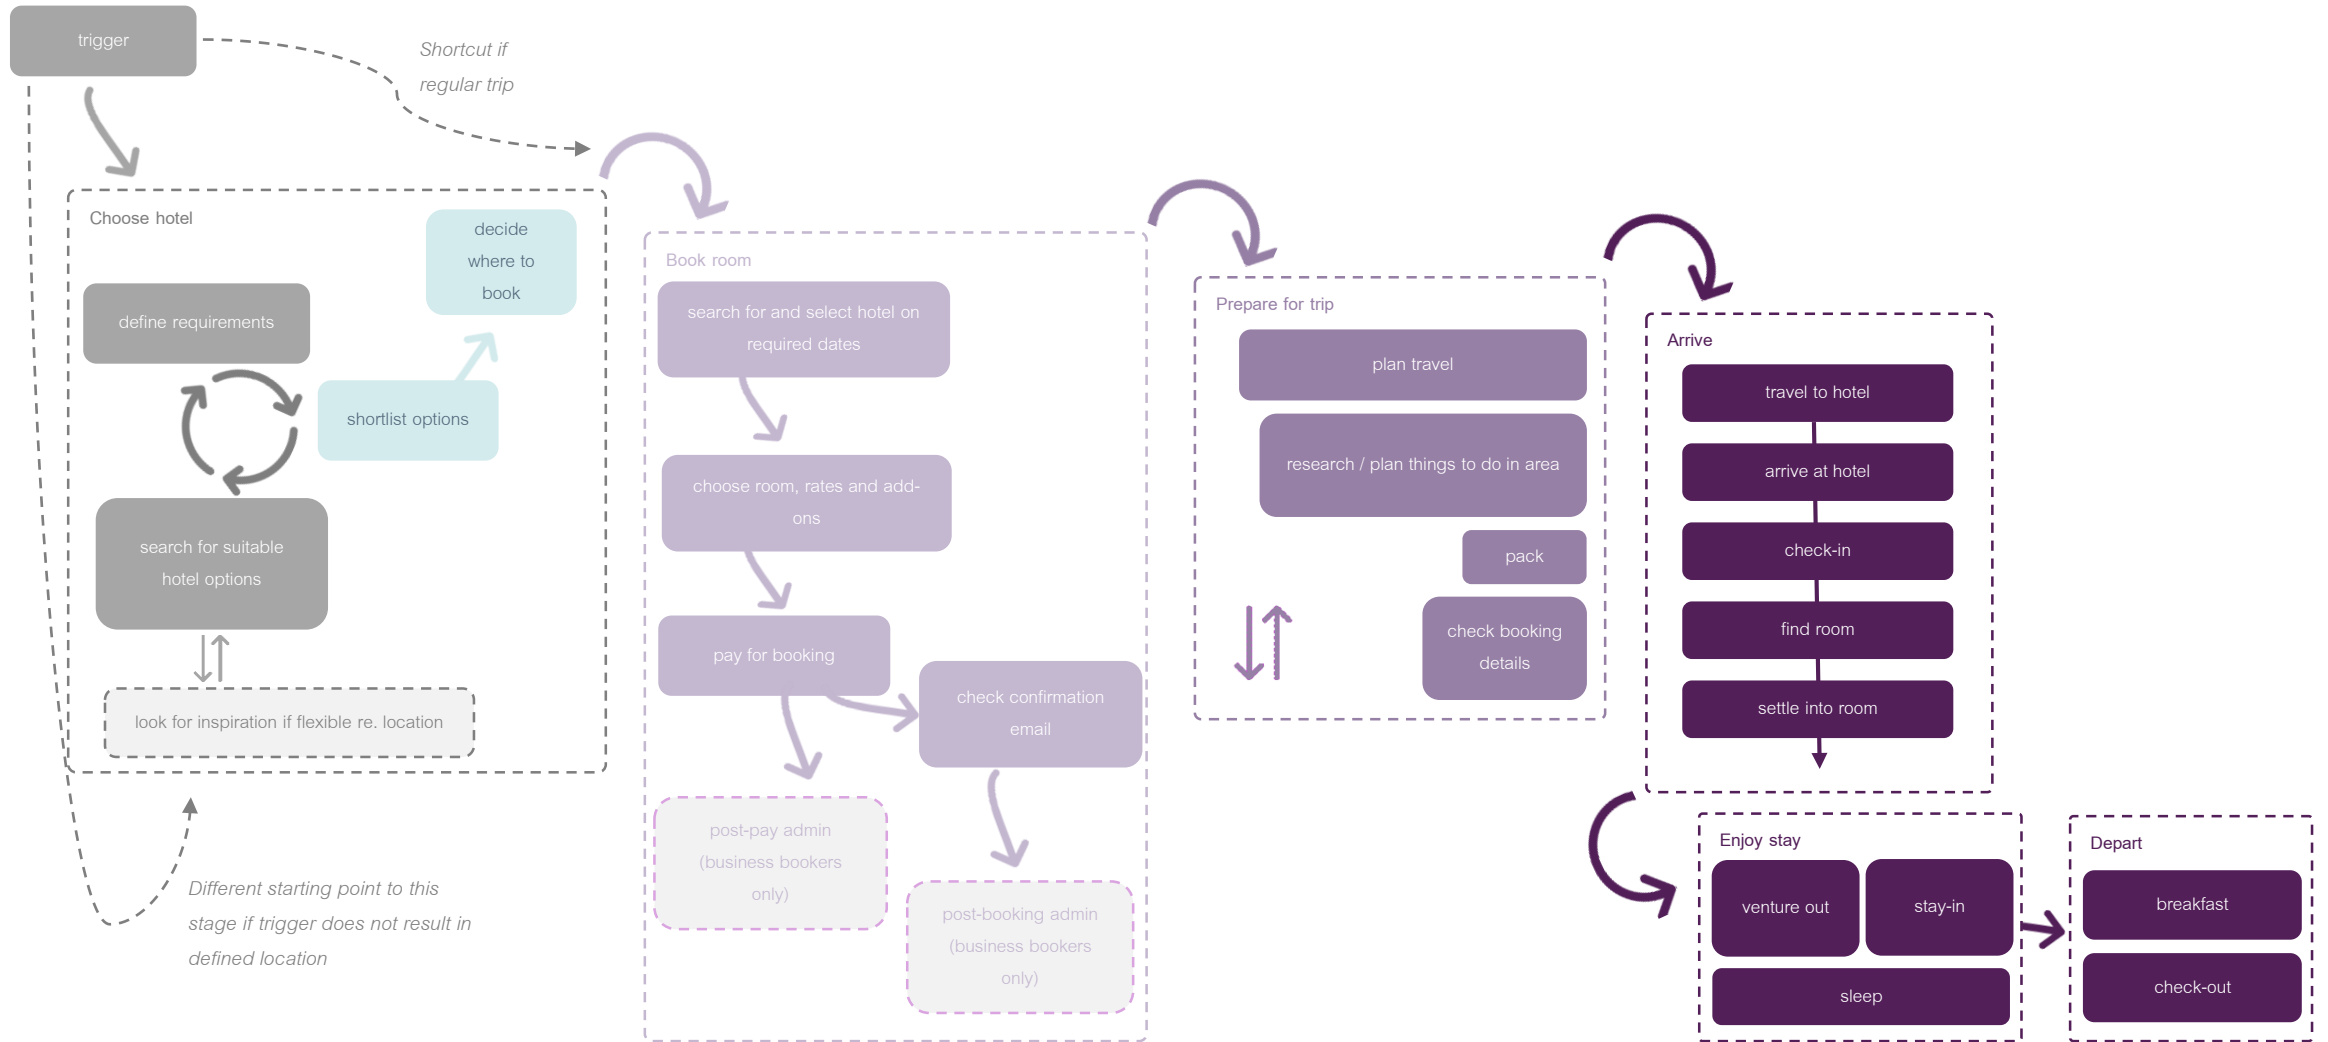 trigger
Shortcut if
regular trip
Choose hotel
decide
where to
book
define requirements
shortlist options
search for suitable
hotel options
look for inspiration if flexible re. location
Different starting point to this
stage if trigger does not result in
defined location
Book room
search for and select hotel on
required dates
choose room, rates and add-
ons
pay for booking
check confirmation
email
post-pay admin
(business bookers
only)
post-booking admin
(business bookers
only)
Prepare for trip
plan travel
research / plan things to do in area
pack
check booking
details
Arrive
travel to hotel
arrive at hotel
check-in
find room
settle into room
Enjoy stay
venture out
stay-in
sleep
Depart
breakfast
check-out